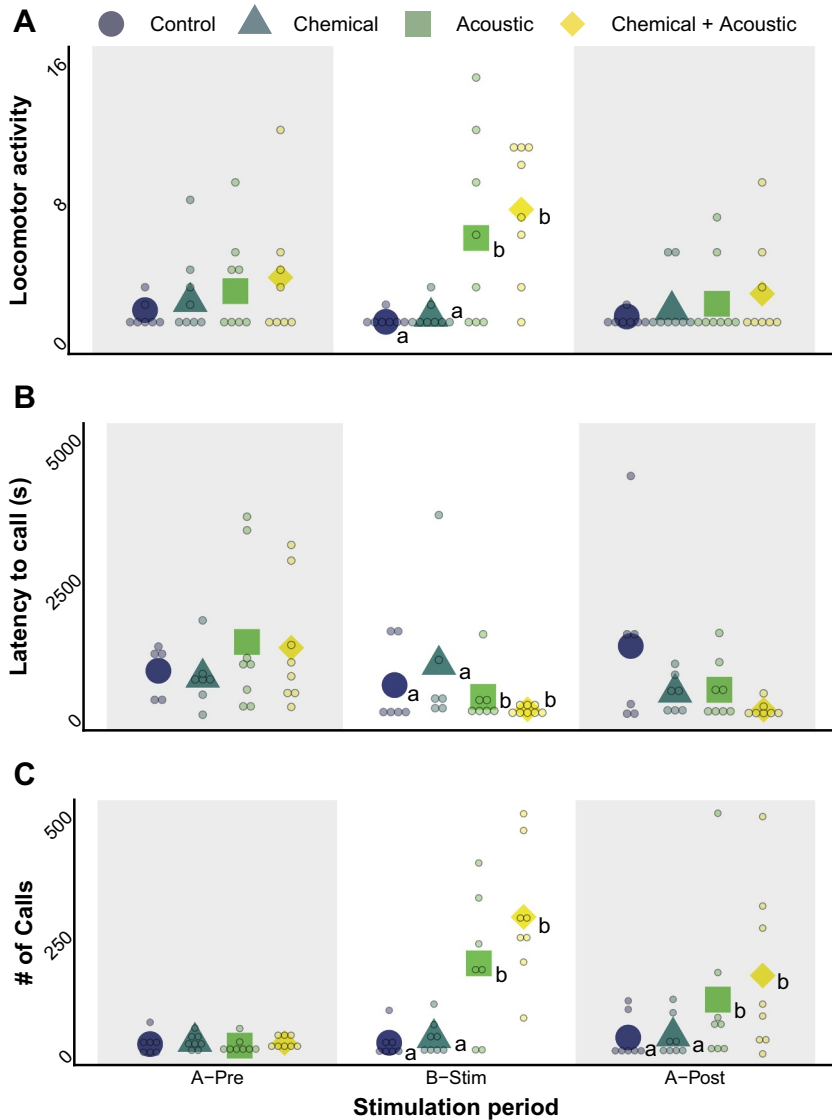 A
Control
Chemical
Acoustic
Chemical + Acoustic
Locomotor activity
16
8
0
a
a
b
b
B
Latency to call (s)
5000
2500
0
a
a
b
b
C
# of Calls
500
250
0
a
a
b
b
a
a
b
b
A−Pre
B−Stim
A−Post
Stimulation period